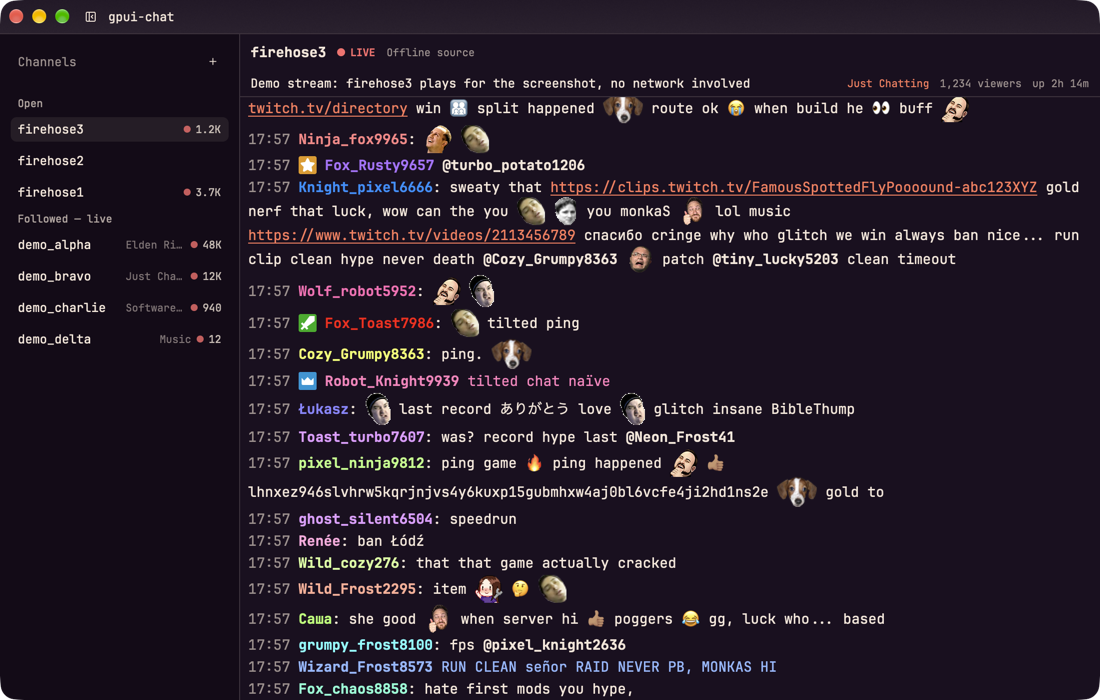 gpui-chat
Channels +
Open
firehose3 1.2K
firehose2
firehose1 3.7K
Followed — live
demo_alpha Elden Ri… 48K
demo_bravo Just Cha… 12K
demo_charlie Software… 940
demo_delta Music 12
firehose3 LIVE Offline source
Demo stream: firehose3 plays for the screenshot, no network involved Just Chatting 1,234 viewers up 2h 14m
twitch.tv/directory win split happened route ok 😭 when build he 👀 buff
17:57 Ninja_fox9965:
17:57 Fox_Rusty9657 @turbo_potato1206
17:57 Knight_pixel6666: sweaty that https://clips.twitch.tv/FamousSpottedFlyPoooound-abc123XYZ gold
nerf that luck, wow can the you you monkaS lol music
https://www.twitch.tv/videos/2113456789 спасибо cringe why who glitch we win always ban nice... run
clip clean hype never death @Cozy_Grumpy8363 patch @tiny_lucky5203 clean timeout
17:57 Wolf_robot5952:
17:57 Fox_Toast7986: tilted ping
17:57 Cozy_Grumpy8363: ping.
17:57 Robot_Knight9939 tilted chat naïve
17:57 Łukasz: last record ありがとう love glitch insane BibleThump
17:57 Toast_turbo7607: was? record hype last @Neon_Frost41
17:57 pixel_ninja9812: ping game 🔥 ping happened 👍🏽
lhnxez946slvhrw5kqrjnjvs4y6kuxp15gubmhxw4aj0bl6vcfe4ji2hd1ns2e gold to
17:57 ghost_silent6504: speedrun
17:57 Renée: ban Łódź
17:57 Wild_cozy276: that that game actually cracked
17:57 Wild_Frost2295: item 🤔
17:57 Саша: she good when server hi 👍🏽 poggers 😂 gg, luck who... based
17:57 grumpy_frost8100: fps @pixel_knight2636
17:57 Wizard_Frost8573 RUN CLEAN señor RAID NEVER PB, MONKAS HI
17:57 Fox_chaos8858: hate first mods you hype,